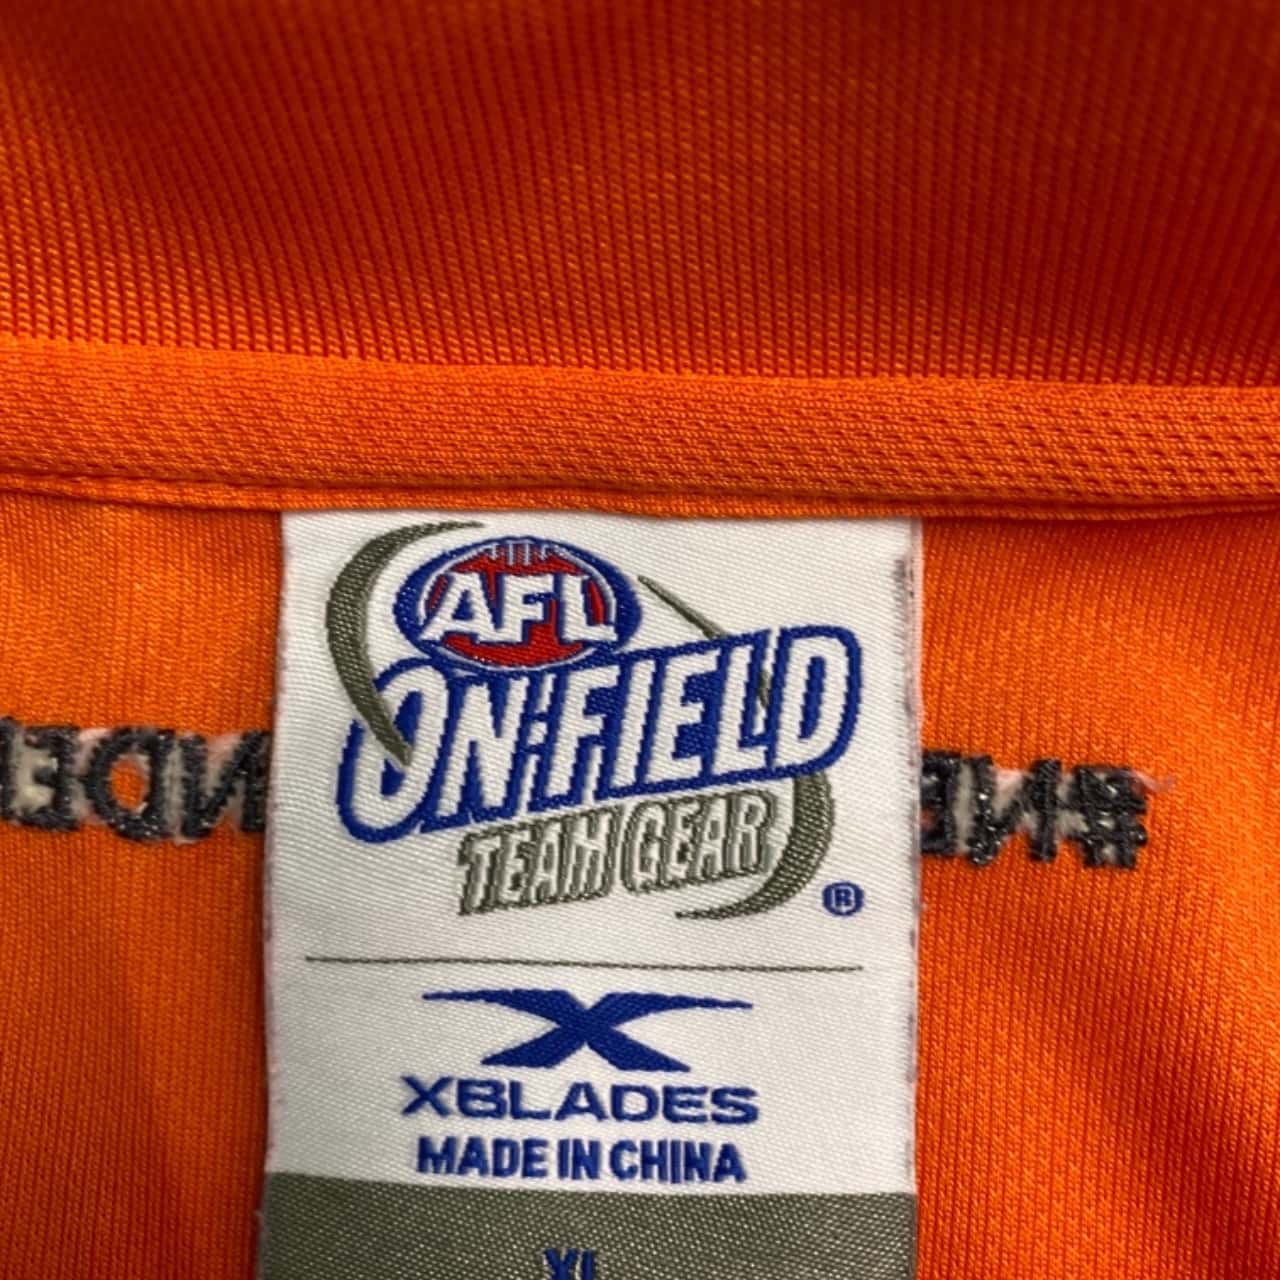 AFL
ON:FIELD
TEAM GEAR
®
XBLADES
MADE IN CHINA
XL